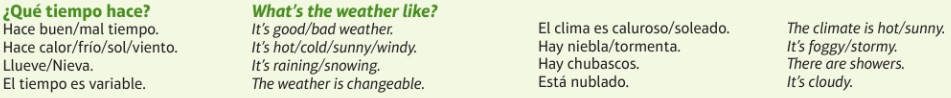 ¿Qué tiempo hace? What's the weather like?
Hace buen/mal tiempo. It's good/bad weather.
Hace calor/frío/sol/viento. It's hot/cold/sunny/windy.
Llueve/Nieva. It's raining/snowing.
El tiempo es variable. The weather is changeable.
El clima es caluroso/soleado. The climate is hot/sunny.
Hay niebla/tormenta. It's foggy/stormy.
Hay chubascos. There are showers.
Está nublado. It's cloudy.